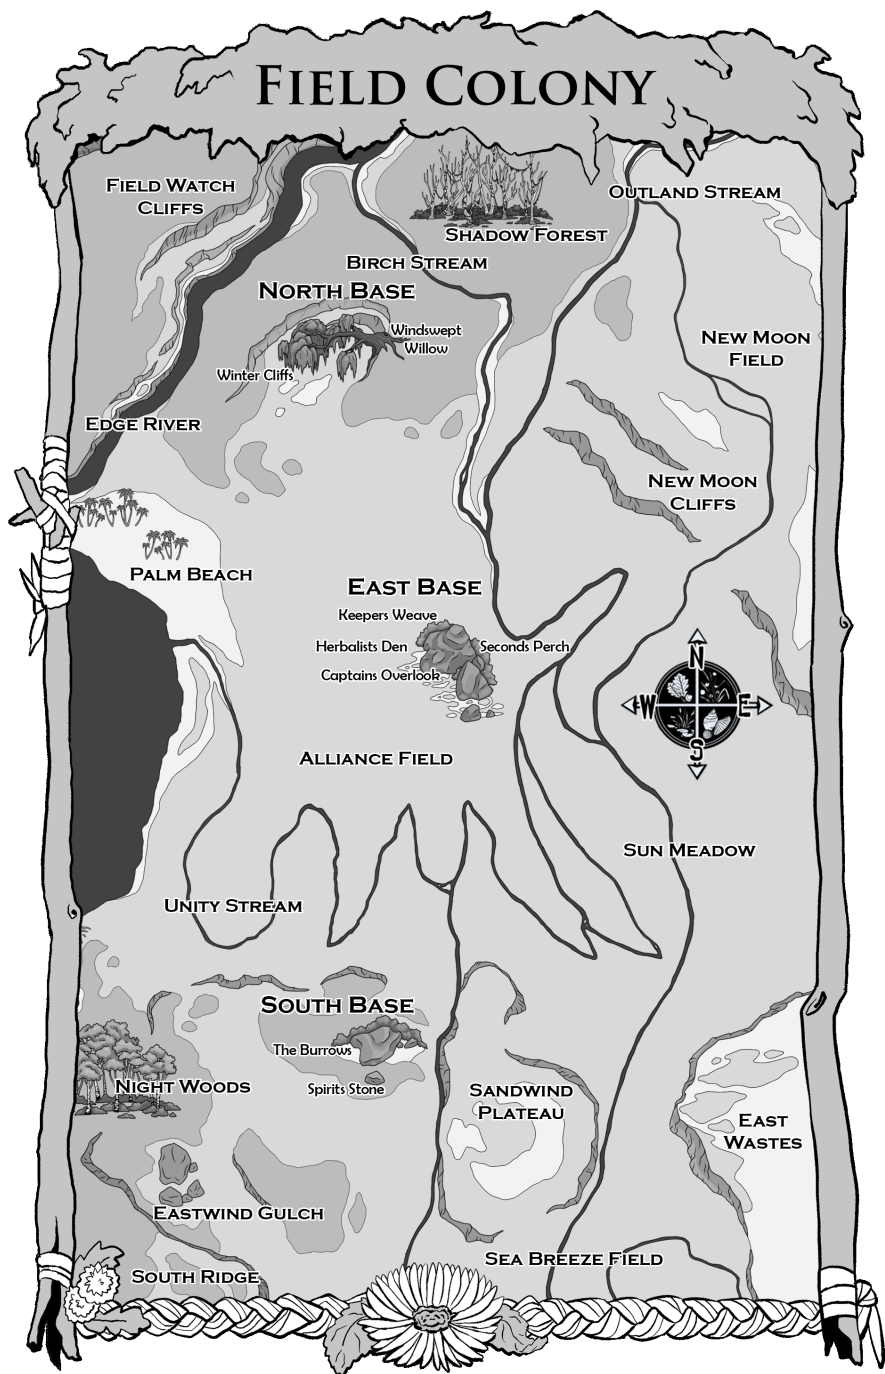 FIELD COLONY
FIELD WATCH
CLIFFS
OUTLAND STREAM
SHADOW FOREST
BIRCH STREAM
NORTH BASE
Windswept
Willow
NEW MOON
FIELD
Winter Cliffs
EDGE RIVER
NEW MOON
CLIFFS
PALM BEACH
EAST BASE
Keepers Weave
Herbalists Den
Seconds Perch
Captains Overlook
N
W
E
S
ALLIANCE FIELD
SUN MEADOW
UNITY STREAM
SOUTH BASE
The Burrows
NIGHT WOODS
Spirits Stone
SANDWIND
PLATEAU
EAST
WASTES
EASTWIND GULCH
SEA BREEZE FIELD
SOUTH RIDGE